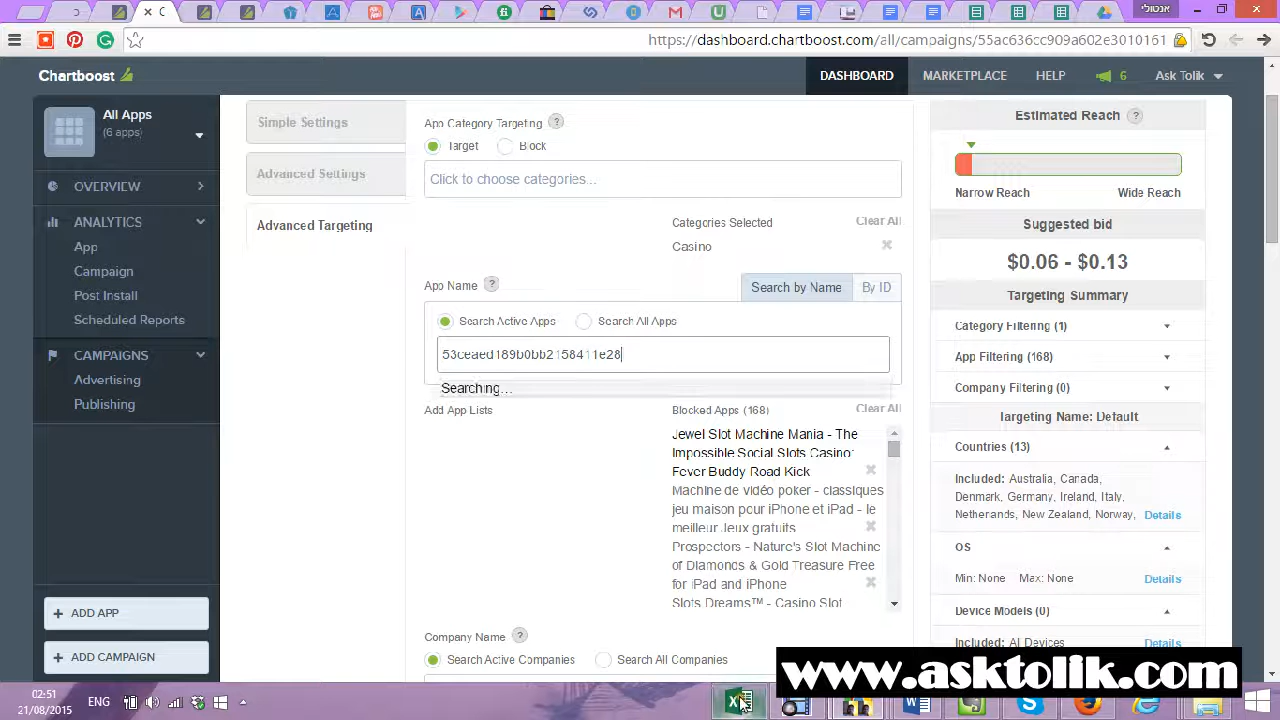 https://dashboard.chartboost.com/all/campaigns/55ac636cc909a602e3010161
Chartboost
DASHBOARD
MARKETPLACE
HELP
6
Ask Tolik
All Apps
(6 apps)
OVERVIEW
ANALYTICS
App
Campaign
Post Install
Scheduled Reports
CAMPAIGNS
Advertising
Publishing
+ ADD APP
+ ADD CAMPAIGN
Simple Settings
Advanced Settings
Advanced Targeting
App Category Targeting ?
Target
Block
Click to choose categories...
Categories Selected
Clear All
Casino
App Name ?
Search by Name
By ID
Search Active Apps
Search All Apps
53ceaed189b0bb2158411e28
Searching...
Add App Lists
Blocked Apps (168)
Clear All
Jewel Slot Machine Mania - The
Impossible Social Slots Casino:
Fever Buddy Road Kick
Machine de vidéo poker - classiques
jeu maison pour iPhone et iPad - le
meilleur Jeux gratuits
Prospectors - Nature's Slot Machine
of Diamonds & Gold Treasure Free
for iPad and iPhone
Slots Dreams™ - Casino Slot
Company Name ?
Search Active Companies
Search All Companies
Estimated Reach ?
Narrow Reach
Wide Reach
Suggested bid
$0.06 - $0.13
Targeting Summary
Category Filtering (1)
App Filtering (168)
Company Filtering (0)
Targeting Name: Default
Countries (13)
Included: Australia, Canada,
Denmark, Germany, Ireland, Italy,
Netherlands, New Zealand, Norway,
Details
OS
Min: None Max: None
Details
Device Models (0)
Included: All Devices
Details
www.asktolik.com
02:51
21/08/2015
ENG